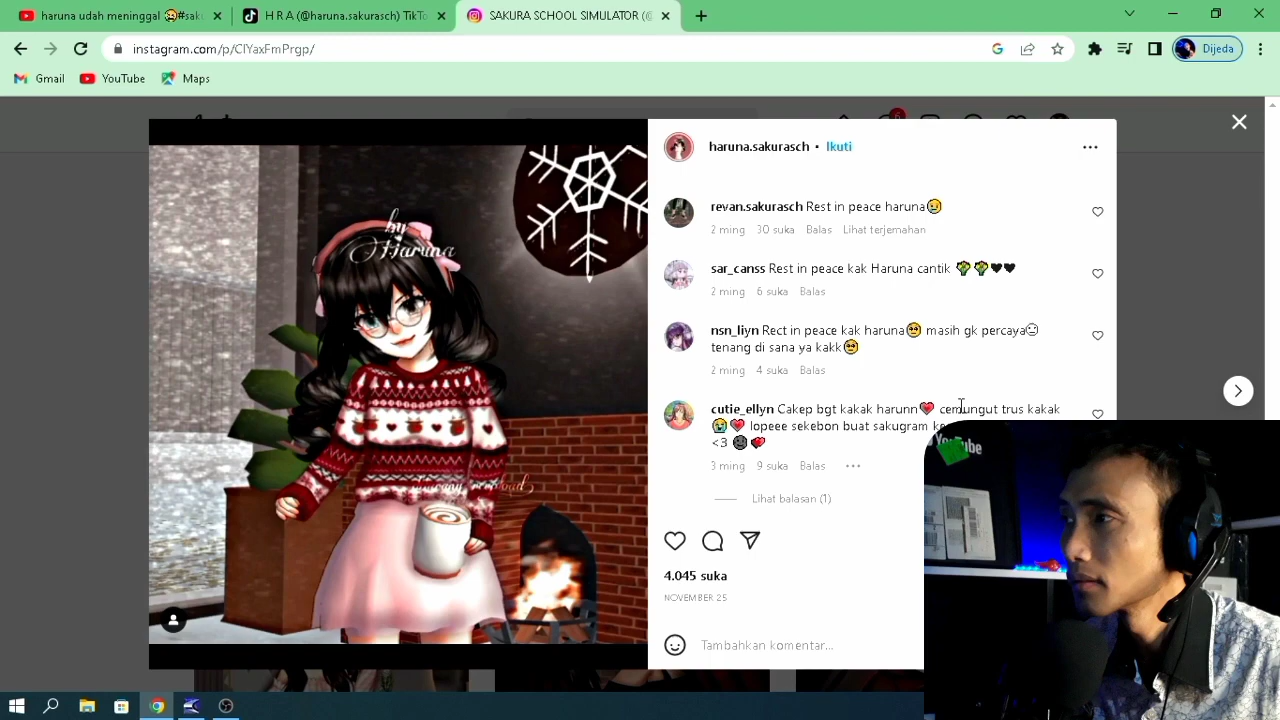 haruna udah meninggal 😭#saku
H R A (@haruna.sakurasch) TikTo
SAKURA SCHOOL SIMULATOR (@
instagram.com/p/ClYaxFmPrgp/
Dijeda
Gmail
YouTube
Maps
haruna.sakurasch • Ikuti
revan.sakurasch Rest in peace haruna😥
2 ming 30 suka Balas Lihat terjemahan
sar_canss Rest in peace kak Haruna cantik 💐💐🖤🖤
2 ming 6 suka Balas
nsn_liyn Rect in peace kak haruna🥺 masih gk percaya☹
tenang di sana ya kakk🥺
2 ming 4 suka Balas
cutie_ellyn Cakep bgt kakak harunn❤ cemungut trus kakak
😭❤ lopeee sekebon buat sakugram
<3
3 ming 9 suka Balas
Lihat balasan (1)
4.045 suka
NOVEMBER 25
Tambahkan komentar...
by
Haruna
YouTube